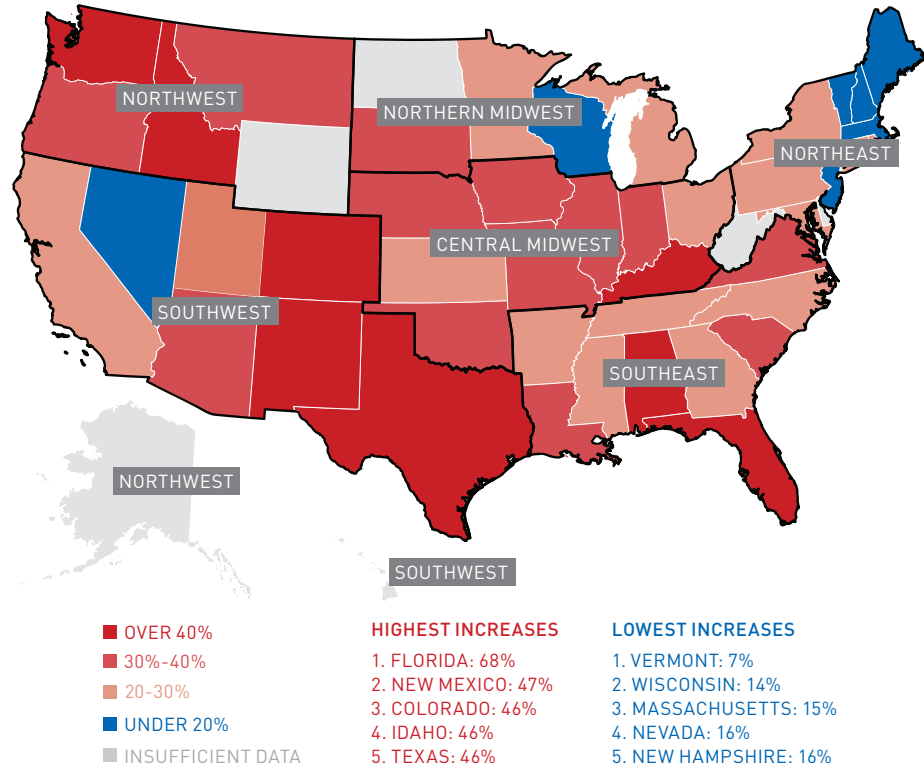 NORTHWEST
NORTHERN MIDWEST
NORTHEAST
CENTRAL MIDWEST
SOUTHWEST
SOUTHEAST
NORTHWEST
SOUTHWEST
OVER 40%
30%-40%
20-30%
UNDER 20%
INSUFFICIENT DATA
HIGHEST INCREASES
1. FLORIDA: 68%
2. NEW MEXICO: 47%
3. COLORADO: 46%
4. IDAHO: 46%
5. TEXAS: 46%
LOWEST INCREASES
1. VERMONT: 7%
2. WISCONSIN: 14%
3. MASSACHUSETTS: 15%
4. NEVADA: 16%
5. NEW HAMPSHIRE: 16%